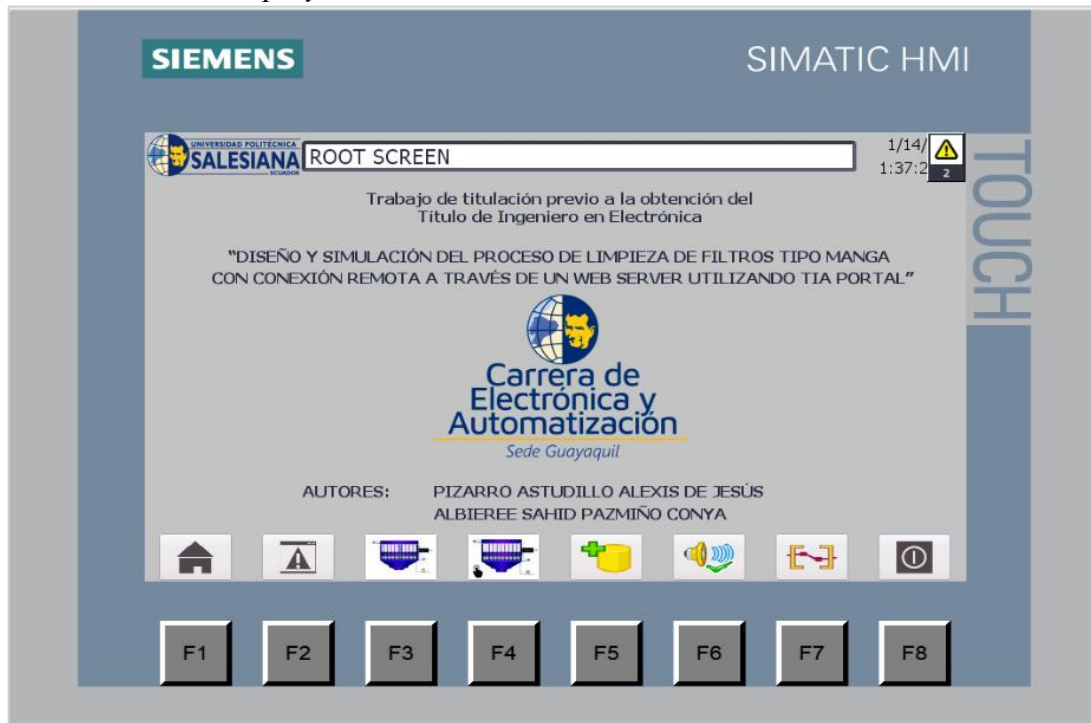 SIEMENS
SIMATIC HMI
TOUCH
UNIVERSIDAD POLITÉCNICA
SALESIANA
ECUADOR
ROOT SCREEN
1/14/
1:37:2
2
Trabajo de titulación previo a la obtención del
Título de Ingeniero en Electrónica
"DISEÑO Y SIMULACIÓN DEL PROCESO DE LIMPIEZA DE FILTROS TIPO MANGA
CON CONEXIÓN REMOTA A TRAVÉS DE UN WEB SERVER UTILIZANDO TIA PORTAL"
Carrera de
Electrónica y
Automatización
Sede Guayaquil
AUTORES: PIZARRO ASTUDILLO ALEXIS DE JESÚS
ALBIEREE SAHID PAZMIÑO CONYA
F1 F2 F3 F4 F5 F6 F7 F8